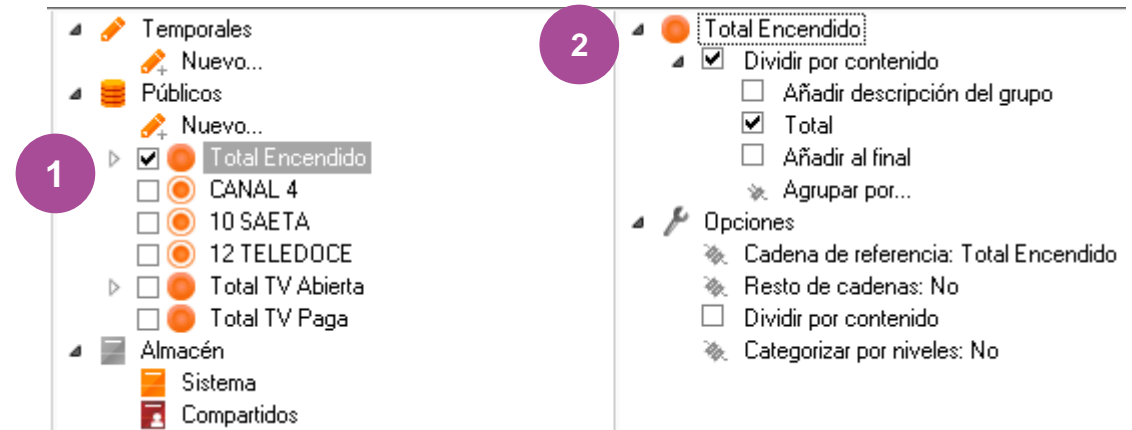 Temporales
Nuevo...
Públicos
Nuevo...
1
Total Encendido
CANAL 4
10 SAETA
12 TELEDOCE
Total TV Abierta
Total TV Paga
Almacén
Sistema
Compartidos
2
Total Encendido
Dividir por contenido
Añadir descripción del grupo
Total
Añadir al final
Agrupar por...
Opciones
Cadena de referencia: Total Encendido
Resto de cadenas: No
Dividir por contenido
Categorizar por niveles: No